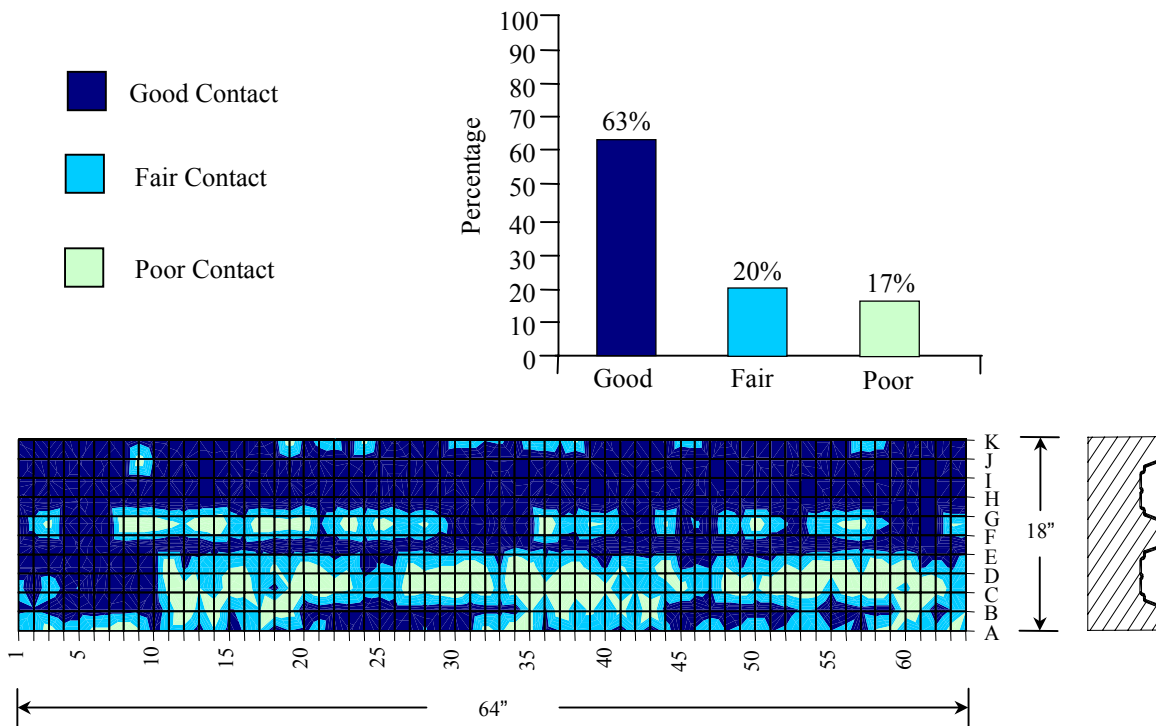 Good Contact
Fair Contact
Poor Contact
Percentage
100
90
80
70
60
50
40
30
20
10
0
63%
20%
17%
Good Fair Poor
K
J
I
H
G
F
E
D
C
B
A
1 5 10 15 20 25 30 35 40 45 50 55 60
64”
18”